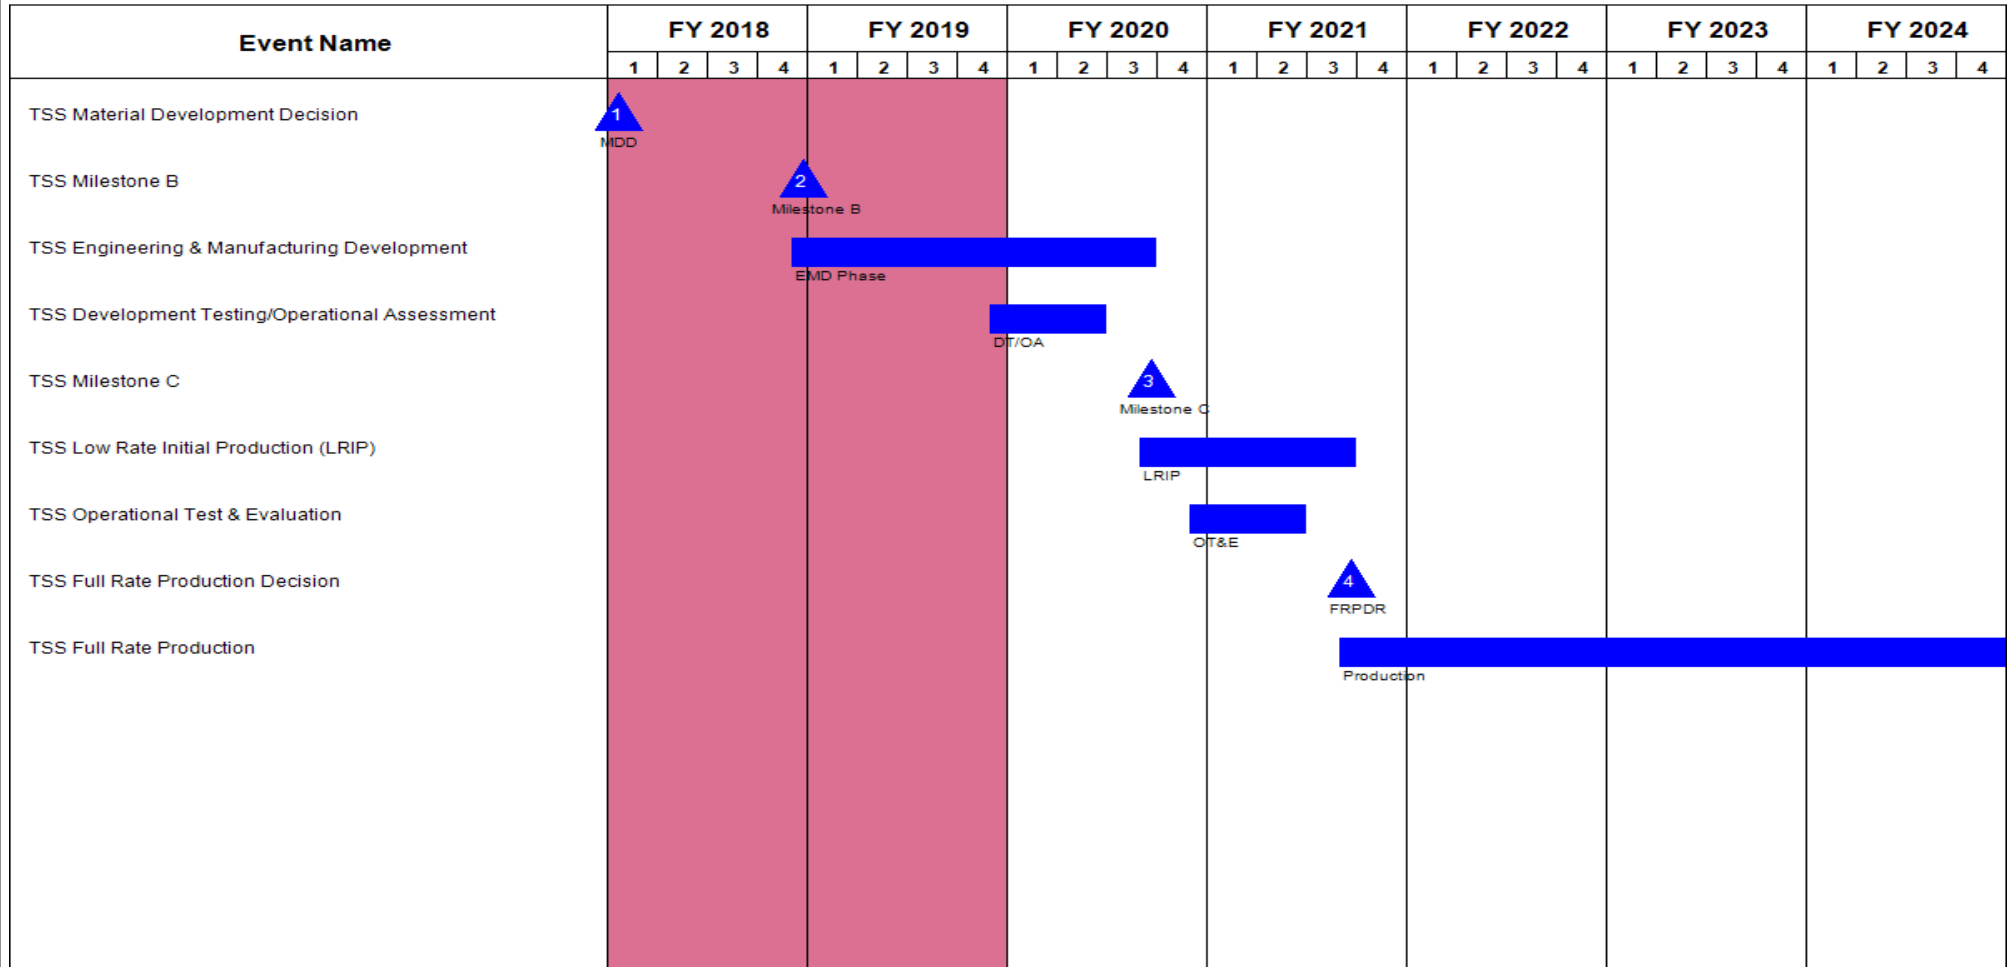 Event Name
FY 2018 FY 2019 FY 2020 FY 2021 FY 2022 FY 2023 FY 2024
1 2 3 4 1 2 3 4 1 2 3 4 1 2 3 4 1 2 3 4 1 2 3 4 1 2 3 4
TSS Material Development Decision
1
MDD
TSS Milestone B
2
Milestone B
TSS Engineering & Manufacturing Development
EMD Phase
TSS Development Testing/Operational Assessment
DT/OA
TSS Milestone C
3
Milestone C
TSS Low Rate Initial Production (LRIP)
LRIP
TSS Operational Test & Evaluation
OT&E
TSS Full Rate Production Decision
4
FRPDR
TSS Full Rate Production
Production